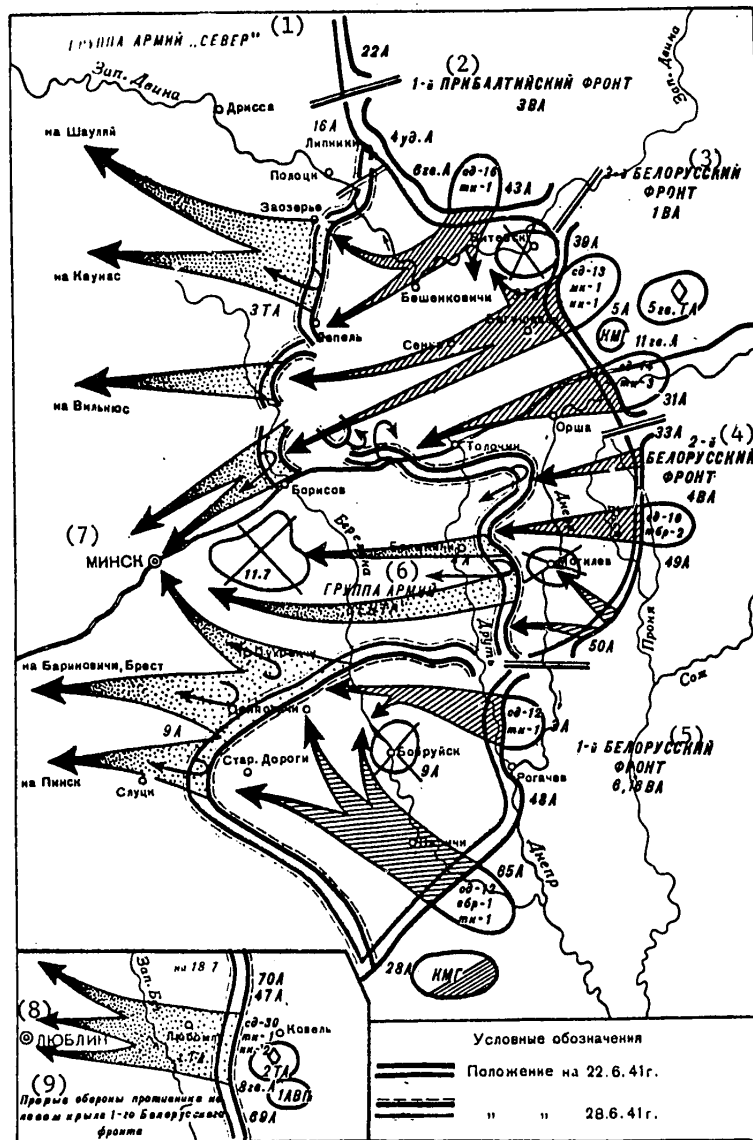 (1)
ГРУППА АРМИЙ „СЕВЕР"
22А
(2)
1-й ПРИБАЛТИЙСКИЙ ФРОНТ
3ВА
Зап. Двина
Зап. Двина
Дрисса
на Шауляй
16А
Липники
4уд.А
Полоцк
6гв.А
сд-16
тк-1
43А
(3)
БЕЛОРУССКИЙ
ФРОНТ
1ВА
Заозерье
Витебск
39А
на Каунас
Бешенковичи
сд-13
мк-1
кк-1
5А
5гв.ТА
3ТА
Лепель
Богушевск
КМГ
11гв.А
на Вильнюс
тк-3
31А
Орша
33А
(4)
2-й
БЕЛОРУССКИЙ
ФРОНТ
4ВА
Толочин
Борисов
Днепр
Березина
сд-10
тбр-2
49А
(7)
МИНСК
11.7
(6)
ГРУППА АРМИЙ
Могилев
50А
Друть
Проня
Сож
на Бариновичи, Брест
9А
сд-12
тк-1
3А
(5)
1-й БЕЛОРУССКИЙ
ФРОНТ
6,16ВА
Бобруйск
9А
Стар. Дороги
Рогачев
48А
на Пинск
Слуцк
Днепр
65А
сд-12
тк-1
28А
КМГ
на 18 7
70А
47А
(8)
ЛЮБЛИН
Любомль
сд-30
тк-1
Ковель
2ТА
8гв.А
1АВП
69А
(9)
Прорыв обороны противника на
левом крыле 1-го Белорусского
фронта
Условные обозначения
Положение на 22.6.41г.
„ „ 28.6.41г.